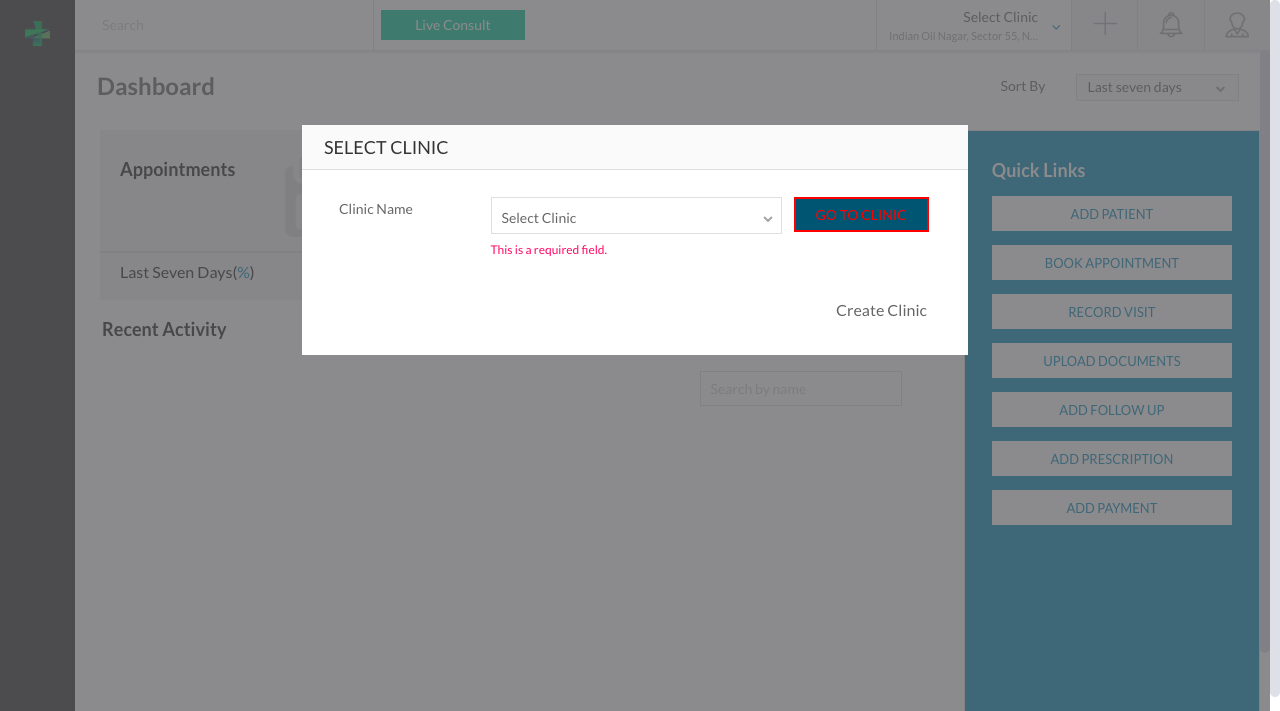 Search
Live Consult
Select Clinic
Indian Oil Nagar, Sector 55, N...
Dashboard
Sort By
Last seven days
SELECT CLINIC
Clinic Name
Select Clinic
GO TO CLINIC
This is a required field.
Create Clinic
Appointments
Last Seven Days(%)
Recent Activity
Search by name
Quick Links
ADD PATIENT
BOOK APPOINTMENT
RECORD VISIT
UPLOAD DOCUMENTS
ADD FOLLOW UP
ADD PRESCRIPTION
ADD PAYMENT